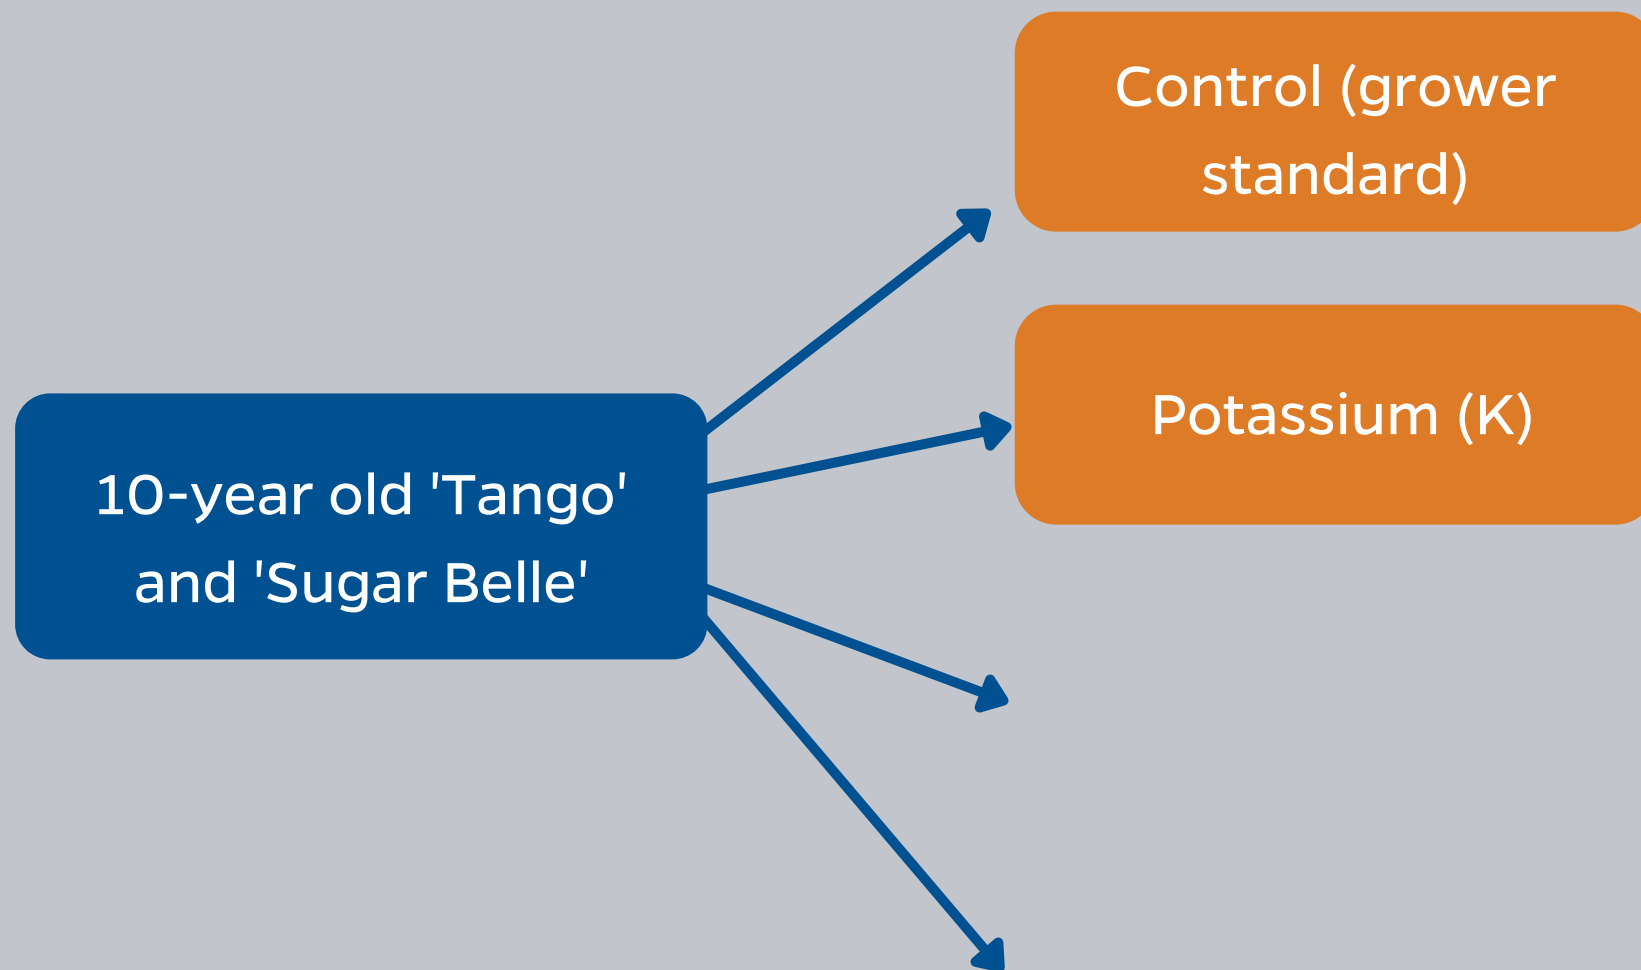 Control (grower
standard)
Potassium (K)
10-year old 'Tango'
and 'Sugar Belle'